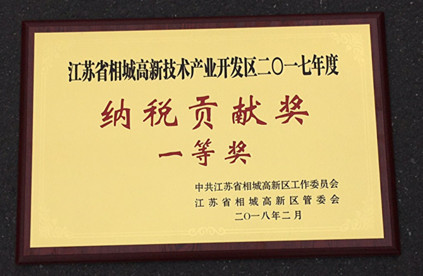 江苏省相城高新技术产业开发区二〇一七年度
纳税贡献奖
一等奖
中共江苏省相城高新区工作委员会
江苏省相城高新区管委会
二〇一八年二月